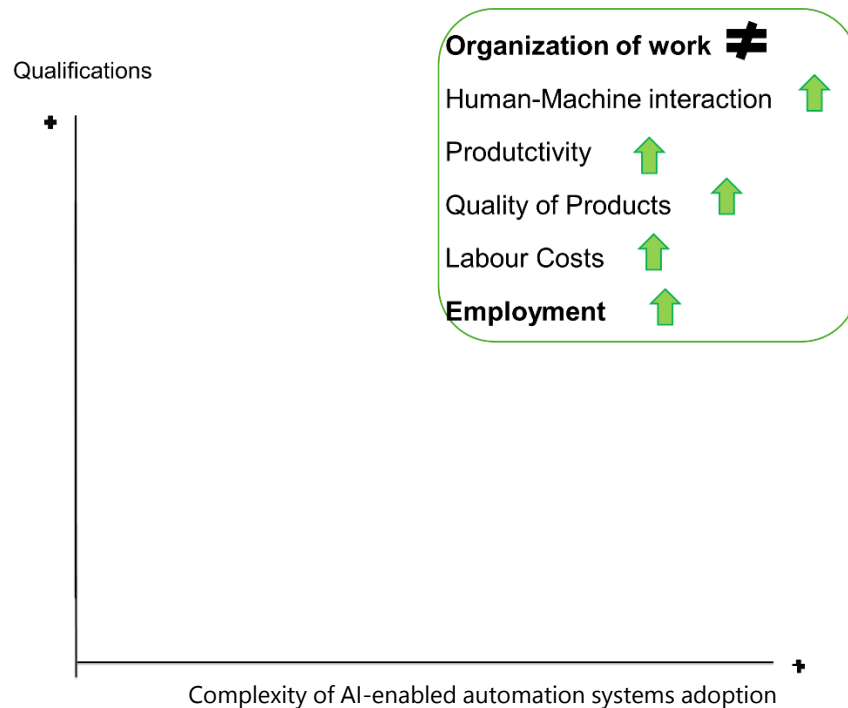 Organization of work ≠
Qualifications
Human-Machine interaction
+
Produtctivity
Quality of Products
Labour Costs
Employment
+
Complexity of AI-enabled automation systems adoption